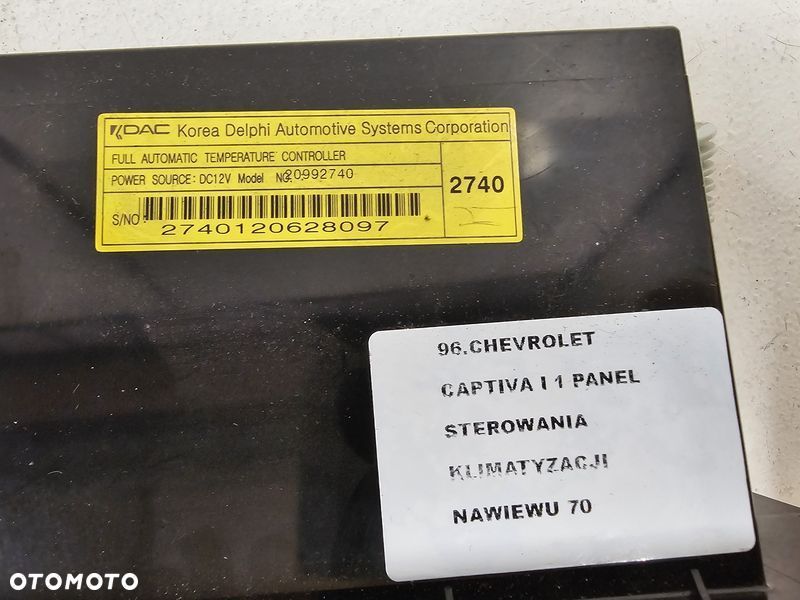 KDAC Korea Delphi Automotive Systems Corporation
FULL AUTOMATIC TEMPERATURE CONTROLLER
POWER SOURCE: DC12V Model NO. 20992740
2740
S/NO:
2740120628097
96.CHEVROLET
CAPTIVA I 1 PANEL
STEROWANIA
KLIMATYZACJI
NAWIEWU 70
OTOMOTO